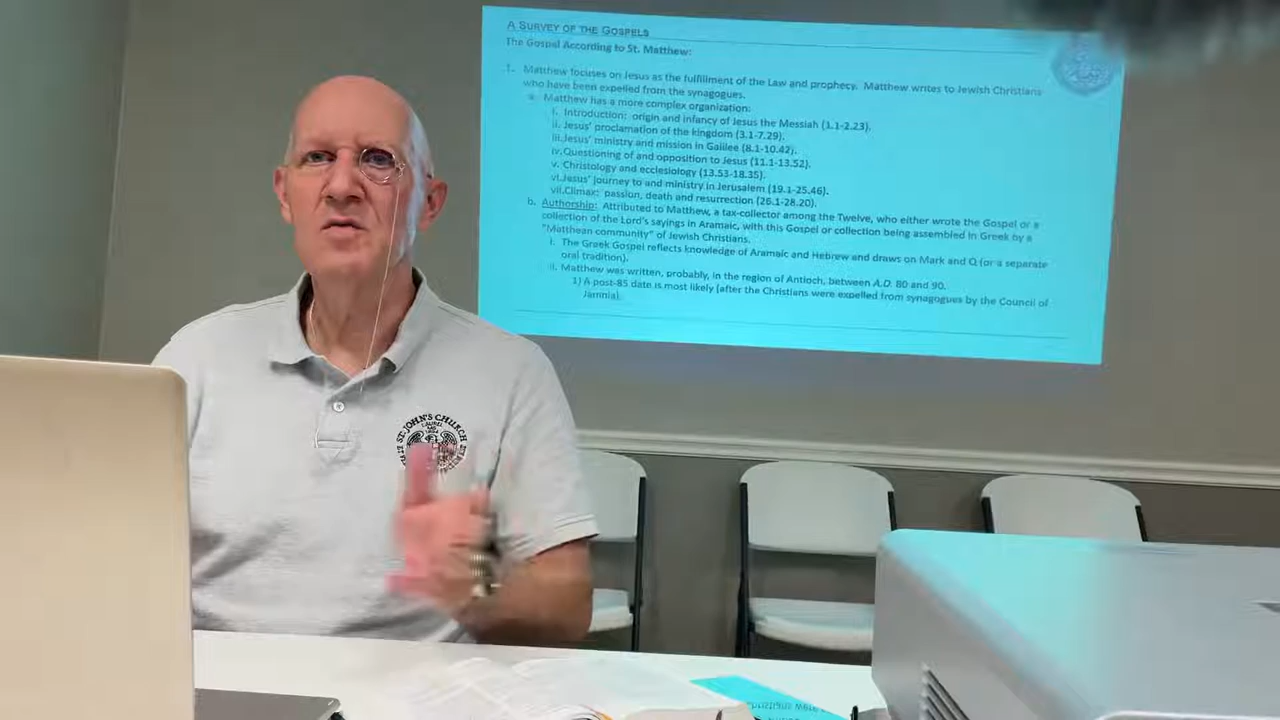 A SURVEY OF THE GOSPELS
The Gospel According to St. Matthew:
1. Matthew focuses on Jesus as the fulfillment of the Law and prophecy. Matthew writes to Jewish Christians
who have been expelled from the synagogues.
a. Matthew has a more complex organization:
i. Introduction: origin and infancy of Jesus the Messiah (1.1-2.23).
ii. Jesus' proclamation of the kingdom (3.1-7.29).
iii. Jesus' ministry and mission in Galilee (8.1-10.42).
iv. Questioning of and opposition to Jesus (11.1-13.52).
v. Christology and ecclesiology (13.53-18.35).
vi. Jesus' journey to and ministry in Jerusalem (19.1-25.46).
vii. Climax: passion, death and resurrection (26.1-28.20).
b. Authorship: Attributed to Matthew, a tax-collector among the Twelve, who either wrote the Gospel or a
collection of the Lord's sayings in Aramaic, with this Gospel or collection being assembled in Greek by a
"Matthean community" of Jewish Christians.
i. The Greek Gospel reflects knowledge of Aramaic and Hebrew and draws on Mark and Q (or a separate
oral tradition).
ii. Matthew was written, probably, in the region of Antioch, between A.D. 80 and 90.
1) A post-85 date is most likely (after the Christians were expelled from synagogues by the Council of
Jamnia).
ST. JOHN'S CHURCH
LAUREL